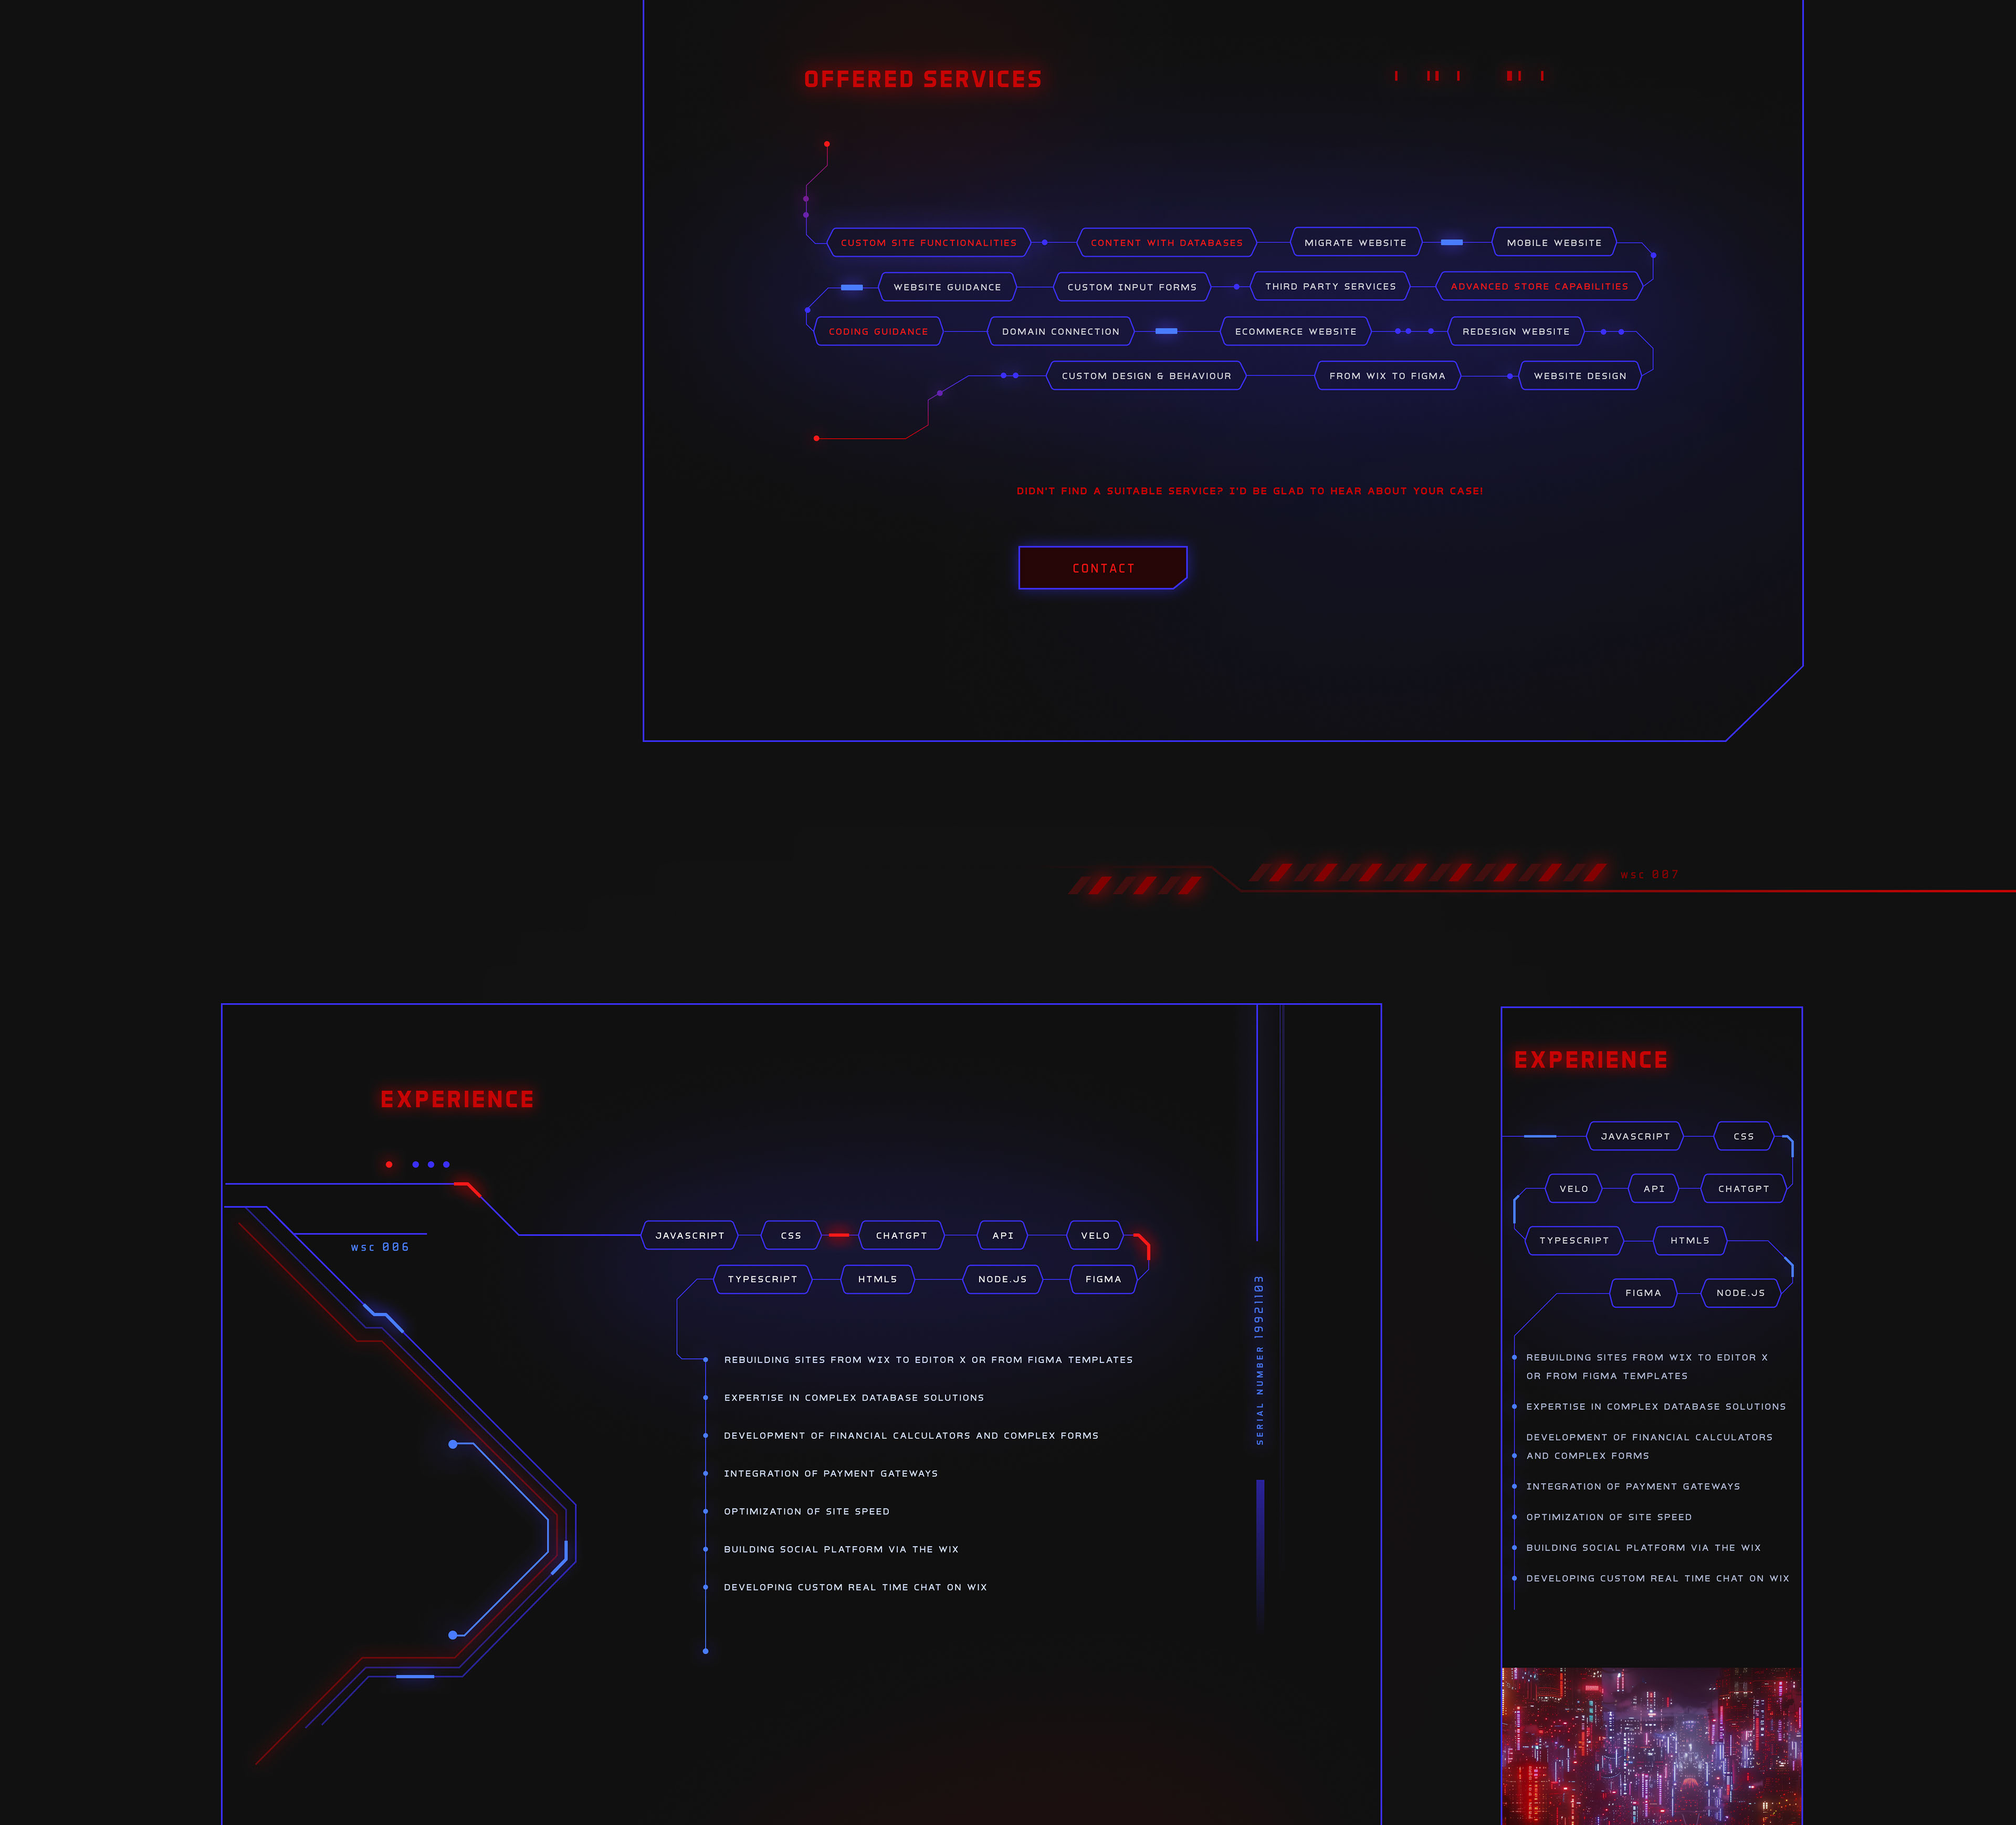 OFFERED SERVICES
CUSTOM SITE FUNCTIONALITIES
CONTENT WITH DATABASES
MIGRATE WEBSITE
MOBILE WEBSITE
WEBSITE GUIDANCE
CUSTOM INPUT FORMS
THIRD PARTY SERVICES
ADVANCED STORE CAPABILITIES
CODING GUIDANCE
DOMAIN CONNECTION
ECOMMERCE WEBSITE
REDESIGN WEBSITE
CUSTOM DESIGN & BEHAVIOUR
FROM WIX TO FIGMA
WEBSITE DESIGN
DIDN'T FIND A SUITABLE SERVICE? I'D BE GLAD TO HEAR ABOUT YOUR CASE!
CONTACT
wsc 007
EXPERIENCE
wsc 006
JAVASCRIPT
CSS
CHATGPT
API
VELO
TYPESCRIPT
HTML5
NODE.JS
FIGMA
REBUILDING SITES FROM WIX TO EDITOR X OR FROM FIGMA TEMPLATES
EXPERTISE IN COMPLEX DATABASE SOLUTIONS
DEVELOPMENT OF FINANCIAL CALCULATORS AND COMPLEX FORMS
INTEGRATION OF PAYMENT GATEWAYS
OPTIMIZATION OF SITE SPEED
BUILDING SOCIAL PLATFORM VIA THE WIX
DEVELOPING CUSTOM REAL TIME CHAT ON WIX
SERIAL NUMBER 19921103
EXPERIENCE
JAVASCRIPT
CSS
VELO
API
CHATGPT
TYPESCRIPT
HTML5
FIGMA
NODE.JS
REBUILDING SITES FROM WIX TO EDITOR X
OR FROM FIGMA TEMPLATES
EXPERTISE IN COMPLEX DATABASE SOLUTIONS
DEVELOPMENT OF FINANCIAL CALCULATORS
AND COMPLEX FORMS
INTEGRATION OF PAYMENT GATEWAYS
OPTIMIZATION OF SITE SPEED
BUILDING SOCIAL PLATFORM VIA THE WIX
DEVELOPING CUSTOM REAL TIME CHAT ON WIX